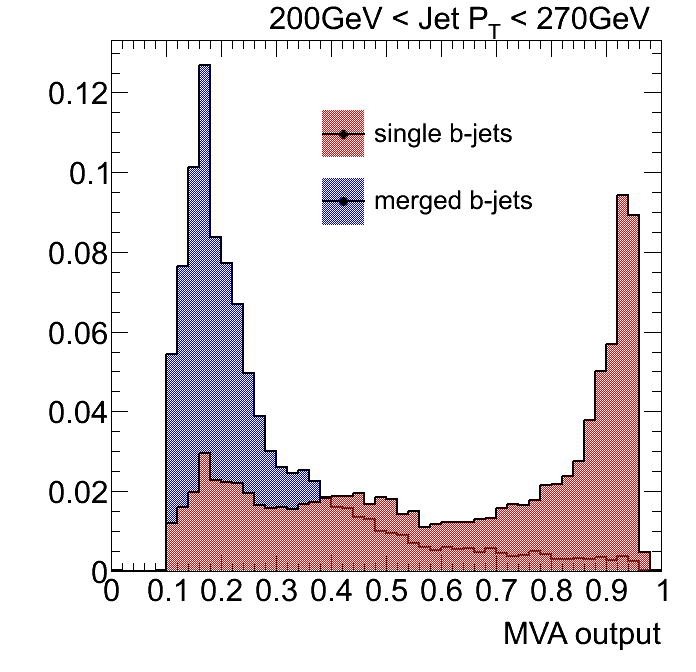 200GeV < Jet P_T < 270GeV
0.12
0.1
0.08
0.06
0.04
0.02
0
single b-jets
merged b-jets
0 0.1 0.2 0.3 0.4 0.5 0.6 0.7 0.8 0.9 1
MVA output